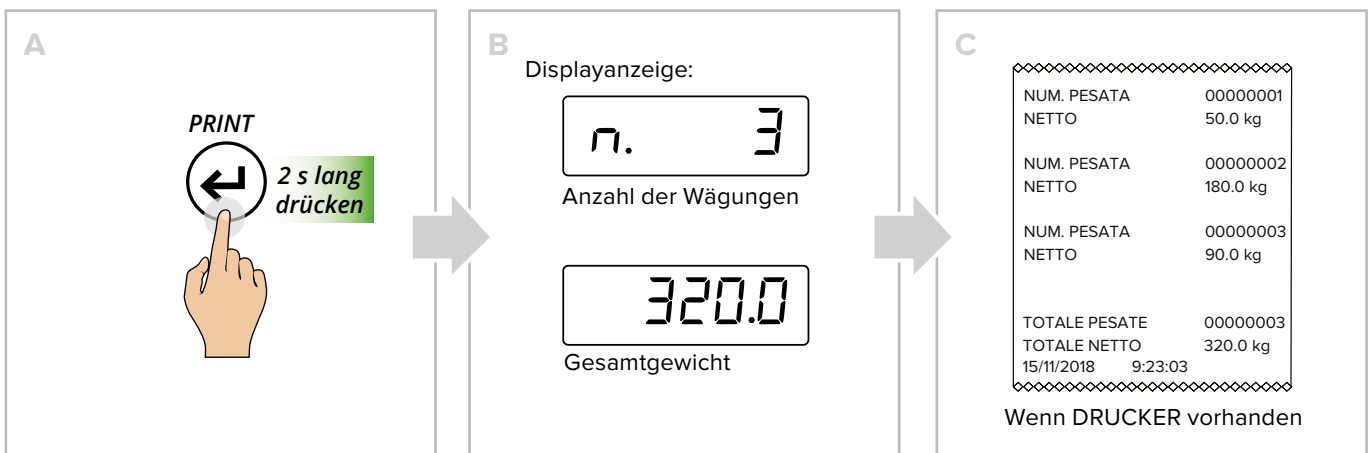 A
PRINT
2 s lang
drücken
B
Displayanzeige:
n. 3
Anzahl der Wägungen
320.0
Gesamtgewicht
C
NUM. PESATA 00000001
NETTO 50.0 kg
NUM. PESATA 00000002
NETTO 180.0 kg
NUM. PESATA 00000003
NETTO 90.0 kg
TOTALE PESATE 00000003
TOTALE NETTO 320.0 kg
15/11/2018 9:23:03
Wenn DRUCKER vorhanden